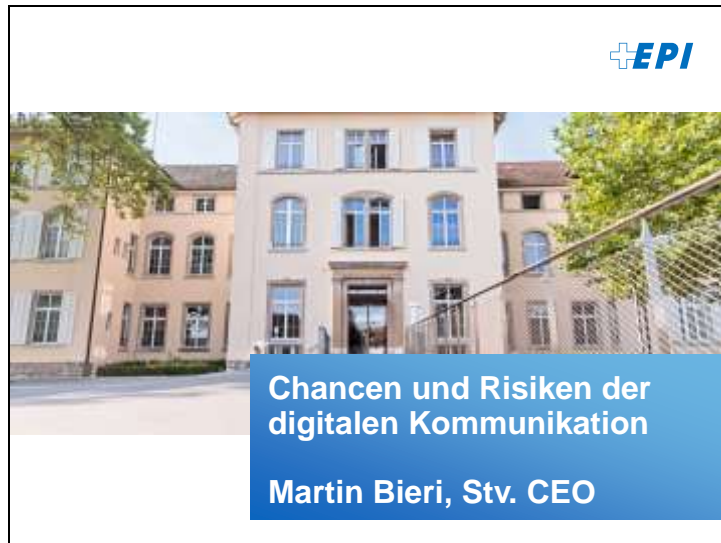 EPI
Chancen und Risiken der
digitalen Kommunikation
Martin Bieri, Stv. CEO